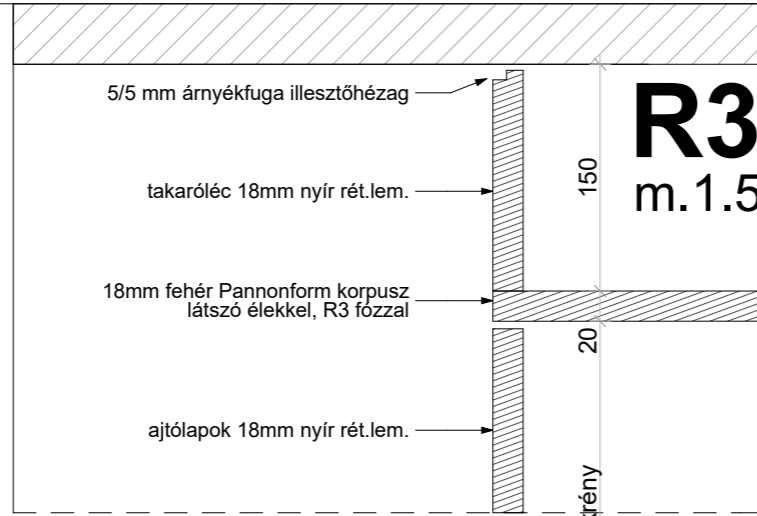 5/5 mm árnyékfuga illesztőhézag
R3
m.1.5
takaróléc 18mm nyír rét.lem.
150
18mm fehér Pannonform korpusz
látszó élekkel, R3 fózzal
20
ajtólapok 18mm nyír rét.lem.